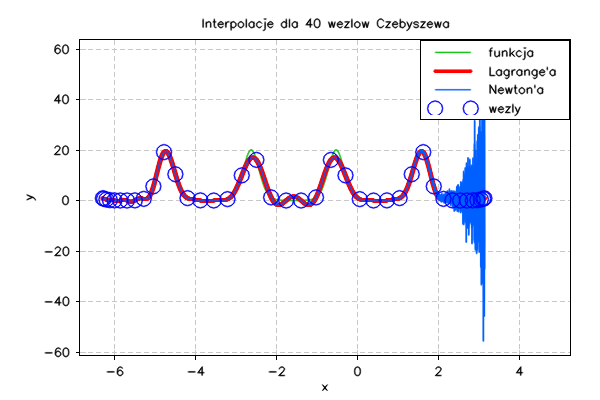 Interpolacje dla 40 wezlow Czebyszewa
funkcja
Lagrange'a
Newton'a
wezly
60
40
20
0
−20
−40
−60
y
−6 −4 −2 0 2 4
x